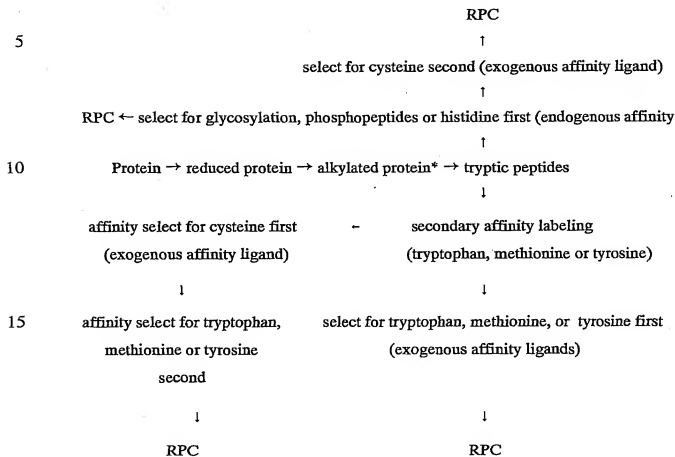 RPC
5 ↑
select for cysteine second (exogenous affinity ligand)
↑
RPC ← select for glycosylation, phosphopeptides or histidine first (endogenous affinity
↑
10 Protein → reduced protein → alkylated protein* → tryptic peptides
↓
affinity select for cysteine first ← secondary affinity labeling
(exogenous affinity ligand) (tryptophan, methionine or tyrosine)
↓ ↓
15 affinity select for tryptophan, select for tryptophan, methionine, or tyrosine first
methionine or tyrosine (exogenous affinity ligands)
second
↓ ↓
RPC RPC